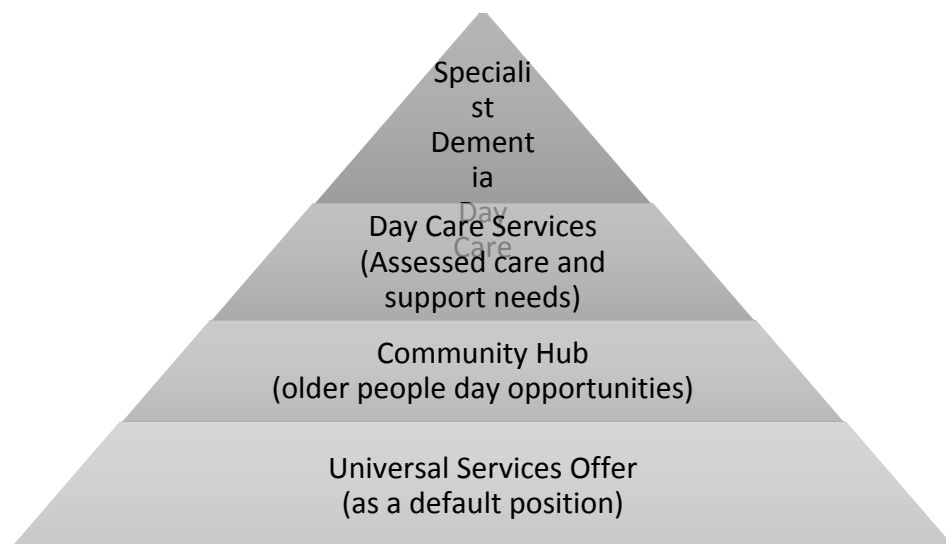 Speciali
st
Dement
ia
Day
Care
Day Care Services
(Assessed care and
support needs)
Community Hub
(older people day opportunities)
Universal Services Offer
(as a default position)